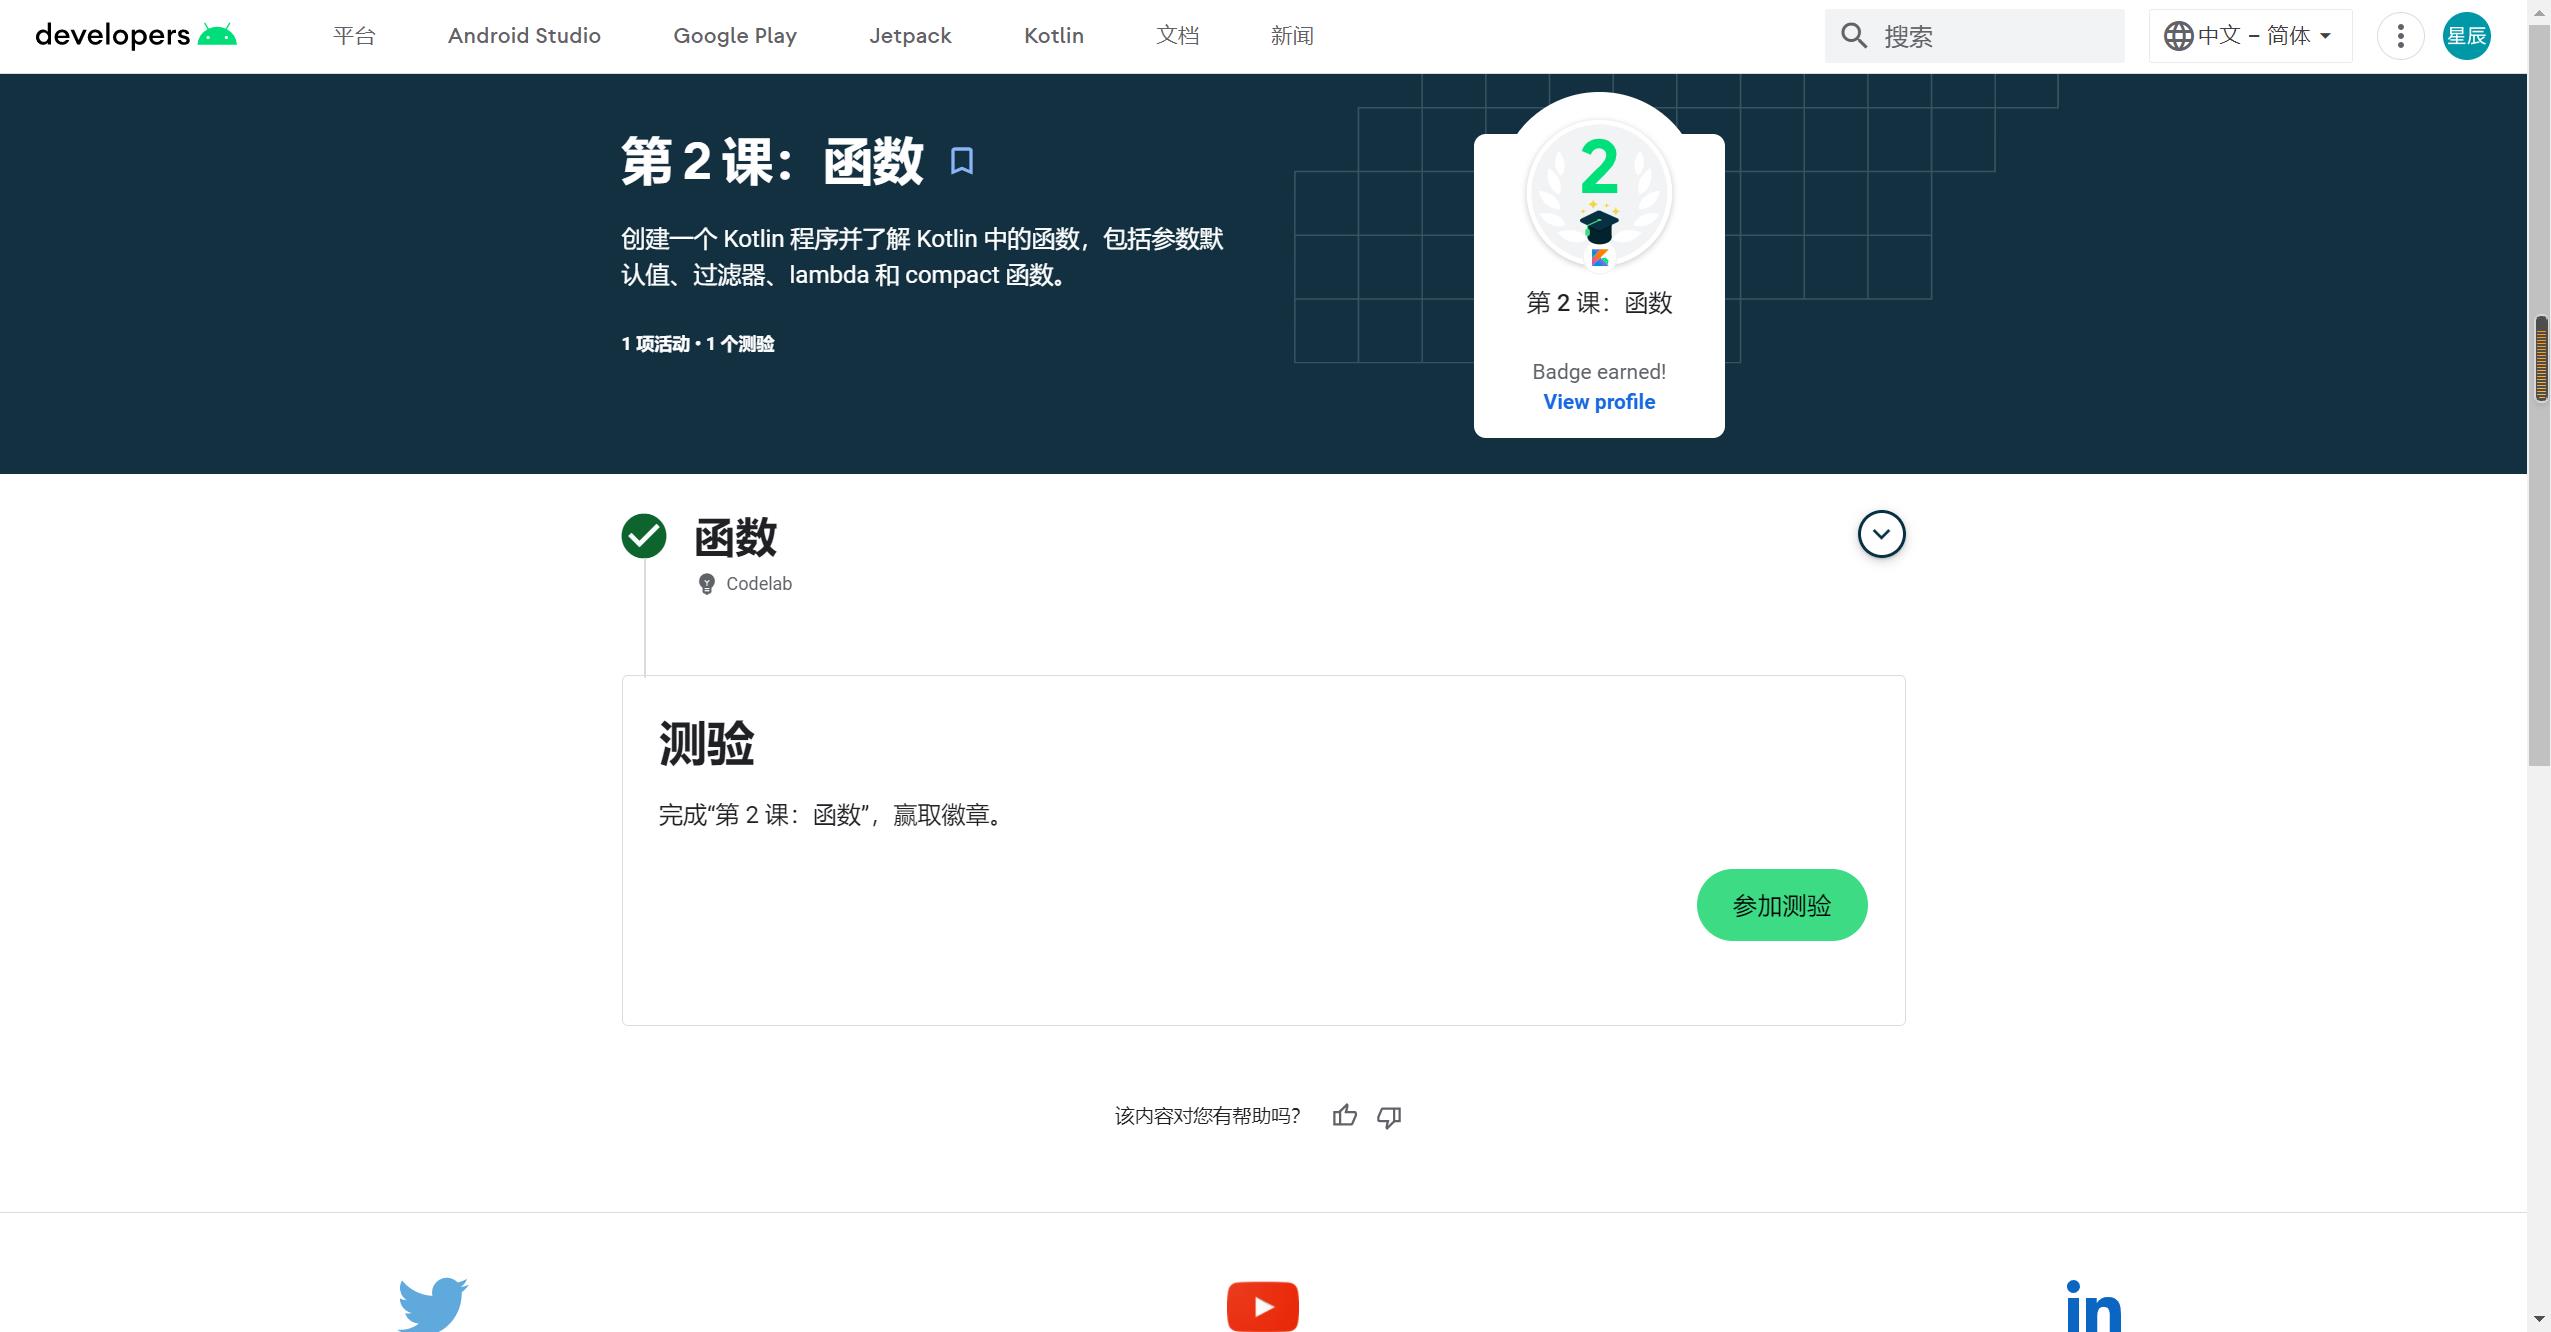 developers
平台
Android Studio
Google Play
Jetpack
Kotlin
文档
新闻
搜索
中文 – 简体
星辰
第 2 课：函数
创建一个 Kotlin 程序并了解 Kotlin 中的函数，包括参数默
认值、过滤器、lambda 和 compact 函数。
1 项活动 • 1 个测验
2
第 2 课：函数
Badge earned!
View profile
函数
Codelab
测验
完成“第 2 课：函数”，赢取徽章。
参加测验
该内容对您有帮助吗？
in